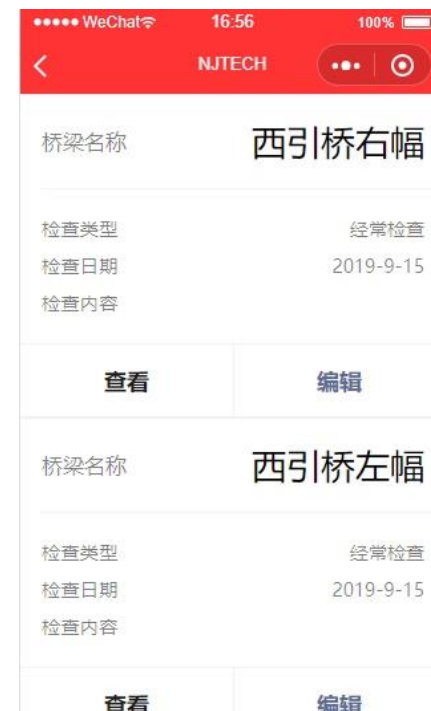 ●●●●● WeChat 16:56 100%
NJTECH
桥梁名称 西引桥右幅
检查类型 经常检查
检查日期 2019-9-15
检查内容
查看 编辑
桥梁名称 西引桥左幅
检查类型 经常检查
检查日期 2019-9-15
检查内容
查看 编辑